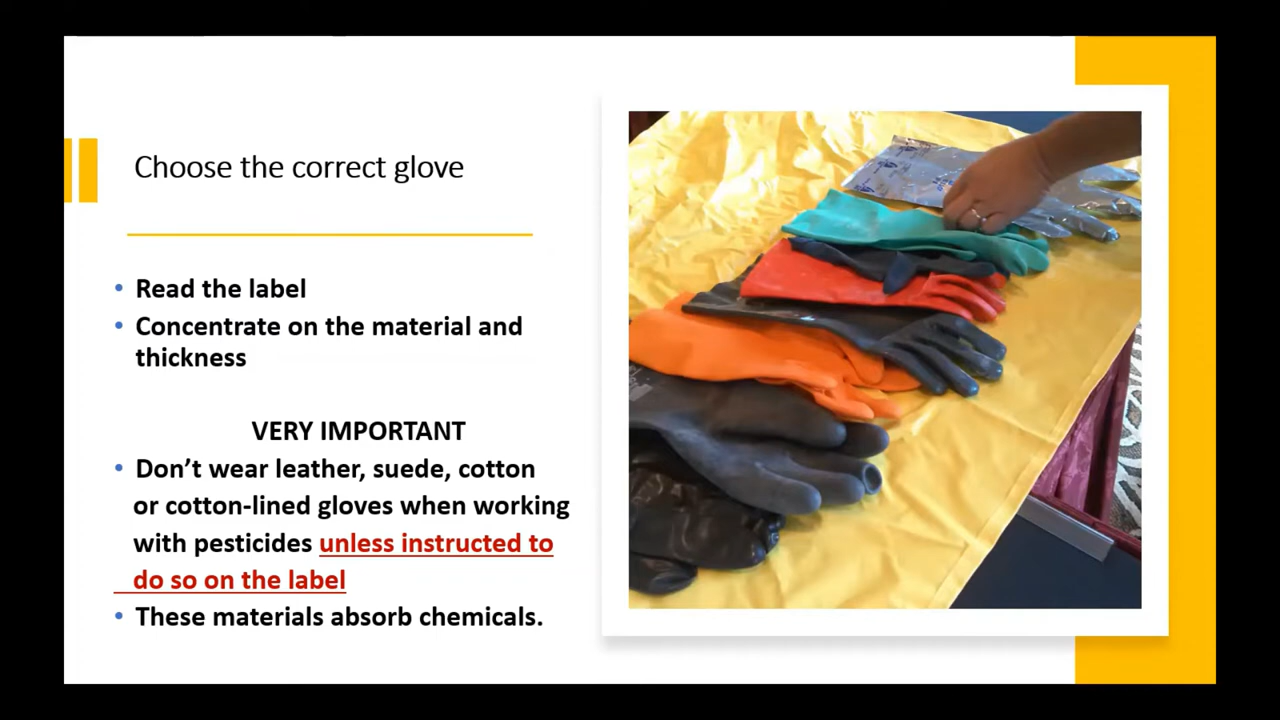 Choose the correct glove
• Read the label
• Concentrate on the material and
thickness
VERY IMPORTANT
• Don’t wear leather, suede, cotton
or cotton-lined gloves when working
with pesticides unless instructed to
do so on the label
• These materials absorb chemicals.